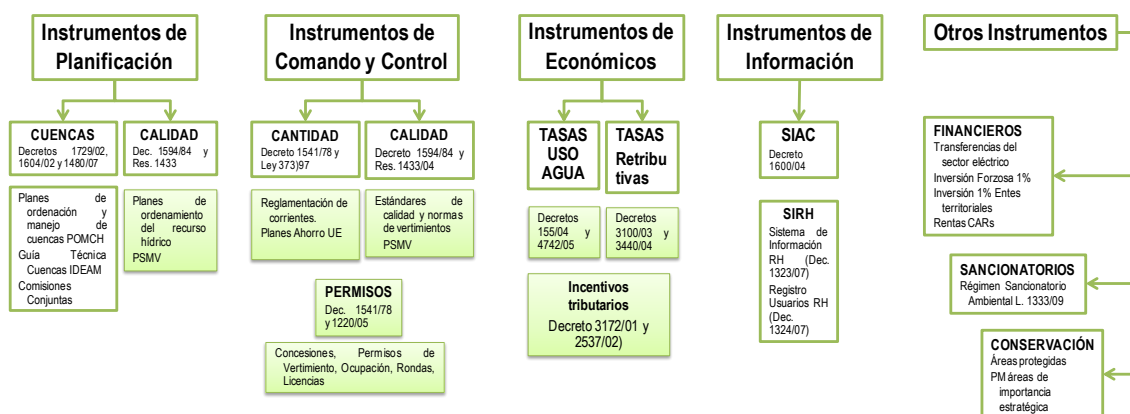 Instrumentos de
Planificación
CUENCAS
Decretos 1729/02,
1604/02 y 1480/07
CALIDAD
Dec. 1594/84 y
Res. 1433
Planes de
ordenación y
manejo de
cuencas POMCH
Guía Técnica
Cuencas IDEAM
Comisiones
Conjuntas
Planes de
ordenamiento
del recurso
hídrico
PSMV
Instrumentos de
Comando y Control
CANTIDAD
Decreto 1541/78 y
Ley 373)97
CALIDAD
Decreto 1594/84 y
Res. 1433/04
Reglamentación de
corrientes.
Planes Ahorro UE
Estándares de
calidad y normas
de vertimientos
PSMV
PERMISOS
Dec. 1541/78
y 1220/05
Concesiones, Permisos de
Vertimiento, Ocupación, Rondas,
Licencias
Instrumentos de
Económicos
TASAS
USO
AGUA
TASAS
Retribu
tivas
Decretos
155/04 y
4742/05
Decretos
3100/03 y
3440/04
Incentivos
tributarios
Decreto 3172/01 y
2537/02)
Instrumentos de
Información
SIAC
Decreto
1600/04
SIRH
Sistema de
Información
RH (Dec.
1323/07)
Registro
Usuarios RH
(Dec.
1324/07)
Otros Instrumentos
FINANCIEROS
Transferencias del
sector eléctrico
Inversión Forzosa 1%
Inversión 1% Entes
territoriales
Rentas CARs
SANCIONATORIOS
Régimen Sancionatorio
Ambiental L. 1333/09
CONSERVACIÓN
Áreas protegidas
PM áreas de
importancia
estratégica